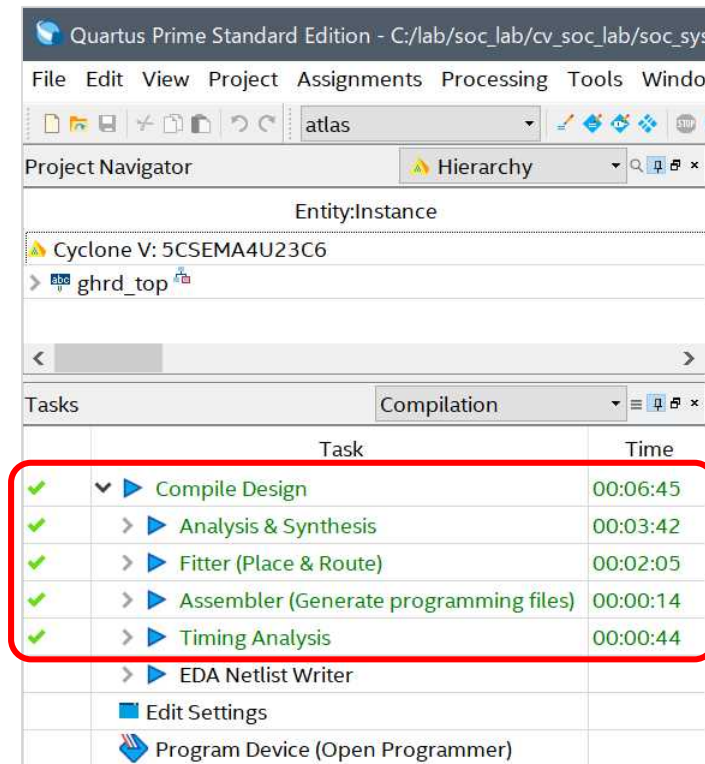 Quartus Prime Standard Edition - C:/lab/soc_lab/cv_soc_lab/soc_sys
File Edit View Project Assignments Processing Tools Windo
atlas
STOP
Project Navigator Hierarchy
Entity:Instance
Cyclone V: 5CSEMA4U23C6
abc ghrd_top
Tasks Compilation
Task Time
Compile Design 00:06:45
Analysis & Synthesis 00:03:42
Fitter (Place & Route) 00:02:05
Assembler (Generate programming files) 00:00:14
Timing Analysis 00:00:44
EDA Netlist Writer
Edit Settings
Program Device (Open Programmer)